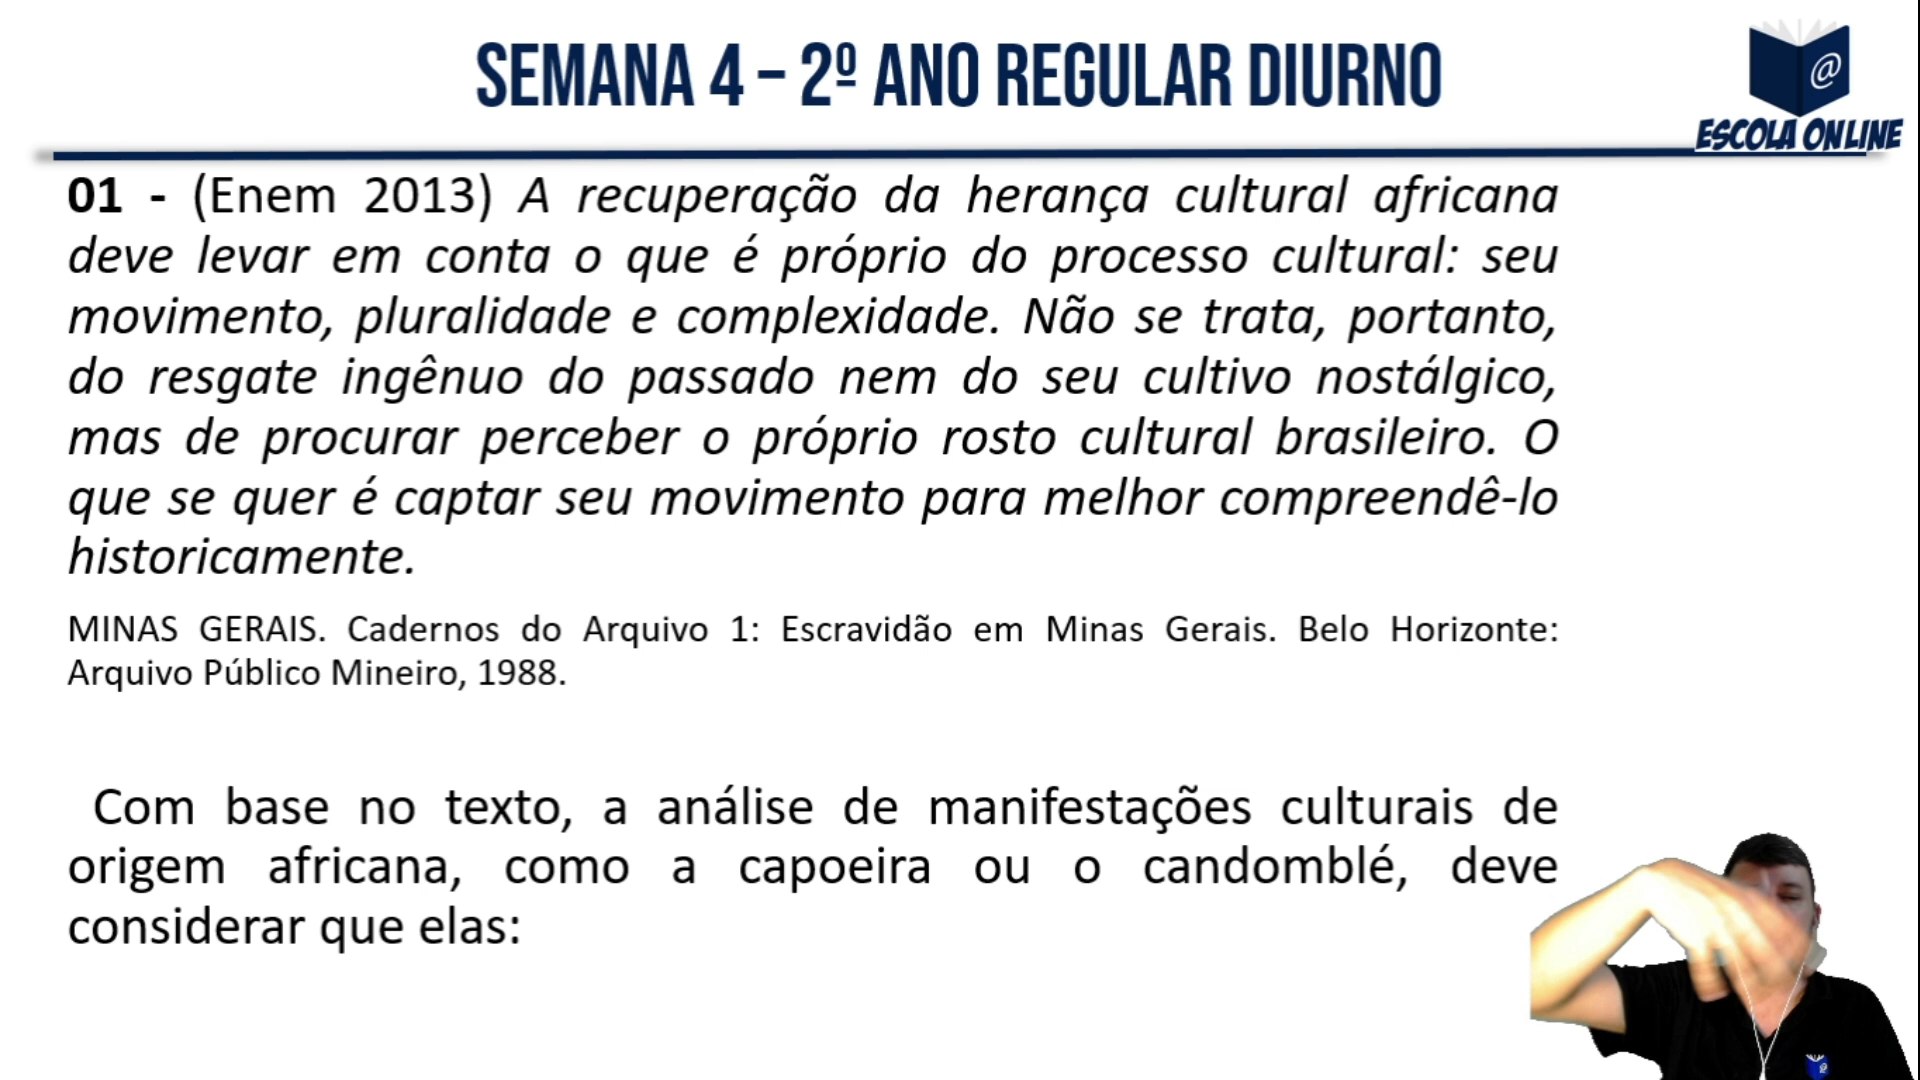 SEMANA 4 – 2º ANO REGULAR DIURNO
@
ESCOLA ONLINE
01 - (Enem 2013) A recuperação da herança cultural africana
deve levar em conta o que é próprio do processo cultural: seu
movimento, pluralidade e complexidade. Não se trata, portanto,
do resgate ingênuo do passado nem do seu cultivo nostálgico,
mas de procurar perceber o próprio rosto cultural brasileiro. O
que se quer é captar seu movimento para melhor compreendê-lo
historicamente.
MINAS GERAIS. Cadernos do Arquivo 1: Escravidão em Minas Gerais. Belo Horizonte:
Arquivo Público Mineiro, 1988.
Com base no texto, a análise de manifestações culturais de
origem africana, como a capoeira ou o candomblé, deve
considerar que elas: